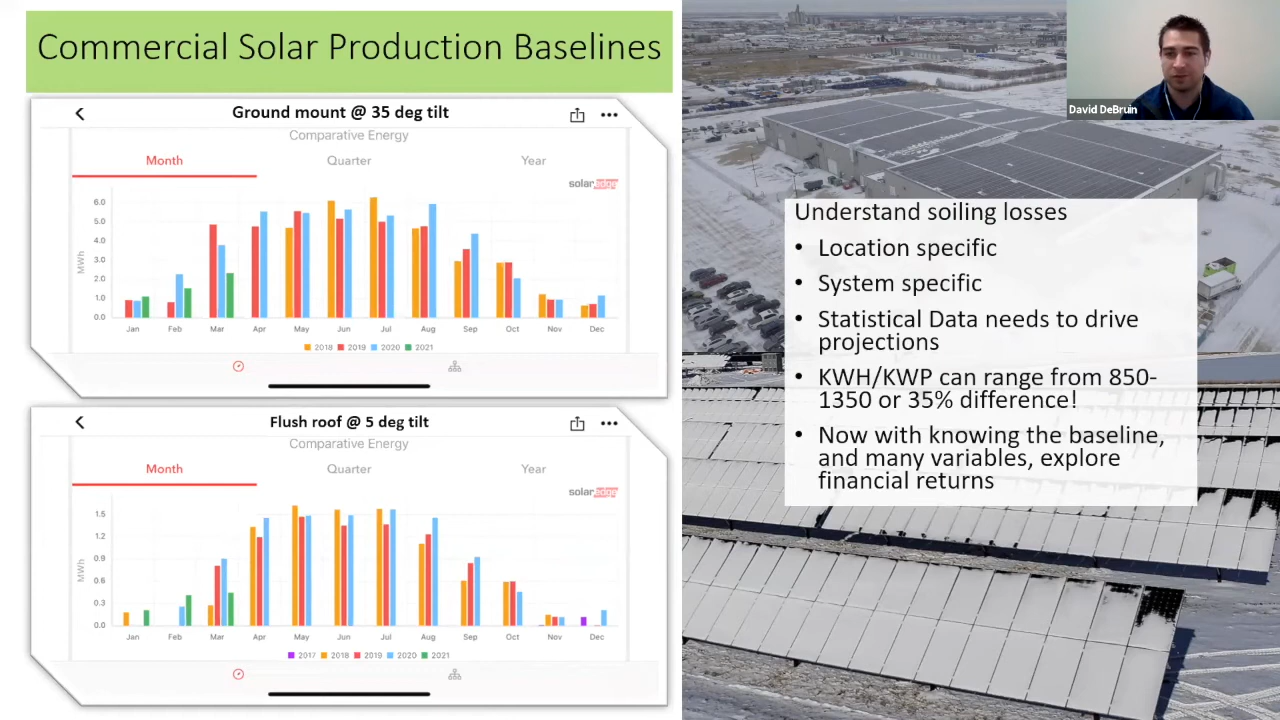 Commercial Solar Production Baselines
Ground mount @ 35 deg tilt
Comparative Energy
Month Quarter Year
solaredge
6.0
5.0
4.0
3.0
2.0
1.0
0.0
MWh
Jan Feb Mar Apr May Jun Jul Aug Sep Oct Nov Dec
2018 2019 2020 2021
Flush roof @ 5 deg tilt
Comparative Energy
Month Quarter Year
solaredge
1.5
1.2
0.9
0.6
0.3
0.0
MWh
Jan Feb Mar Apr May Jun Jul Aug Sep Oct Nov Dec
2017 2018 2019 2020 2021
David DeBruin
Understand soiling losses
• Location specific
• System specific
• Statistical Data needs to drive
projections
• KWH/KWP can range from 850-
1350 or 35% difference!
• Now with knowing the baseline,
and many variables, explore
financial returns